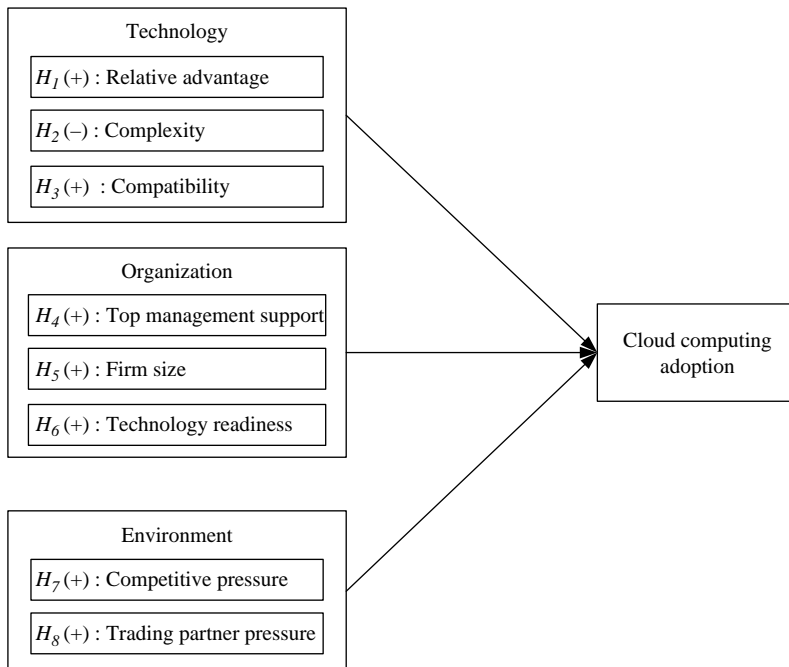 Technology
H1(+) : Relative advantage
H2(–) : Complexity
H3(+) : Compatibility
Organization
H4(+) : Top management support
H5(+) : Firm size
H6(+) : Technology readiness
Cloud computing
adoption
Environment
H7(+) : Competitive pressure
H8(+) : Trading partner pressure